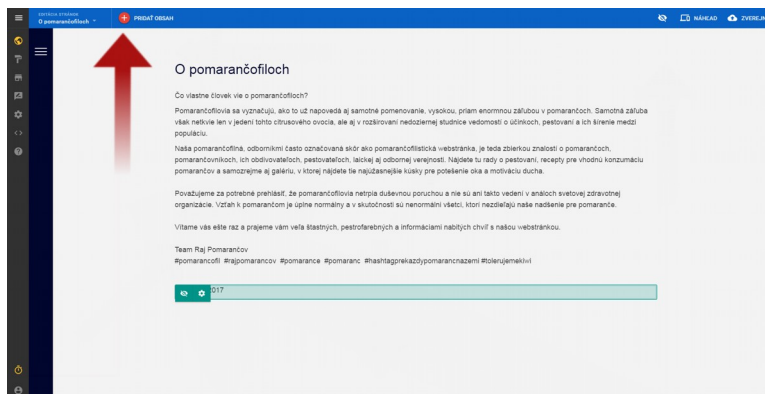 EDITÁCIA STRÁNOK
O pomarančofiloch
PRIDAŤ OBSAH
NÁHĽAD
ZVEREJN
O pomarančofiloch
Čo vlastne človek vie o pomarančofiloch?
Pomarančofilovia sa vyznačujú, ako to už napovedá aj samotné pomenovanie, vysokou, priam enormnou záľubou v pomarančoch. Samotná záľuba
však netkvie len v jedení tohto citrusového ovocia, ale aj v rozširovaní nedoziernej studnice vedomostí o účinkoch, pestovaní a ich šírenie medzi
populáciu.
Naša pomarančofilná, odborníkmi často označovaná skôr ako pomarančofilistická webstránka, je teda zbierkou znalostí o pomarančoch,
pomarančovníkoch, ich obdivovateľoch, pestovateľoch, laickej aj odbornej verejnosti. Nájdete tu rady o pestovaní, recepty pre vhodnú konzumáciu
pomarančov a samozrejme aj galériu, v ktorej nájdete tie najúžasnejšie kúsky pre potešenie oka a motiváciu ducha.
Považujeme za potrebné prehlásiť, že pomarančofilovia netrpia duševnou poruchou a nie sú ani takto vedení v análoch svetovej zdravotnej
organizácie. Vzťah k pomarančom je úplne normálny a v skutočnosti sú nenormálni všetci, ktorí nezdieľajú naše nadšenie pre pomaranče.
Vítame vás ešte raz a prajeme vám veľa šťastných, pestrofarebných a informáciami nabitých chvíľ s našou webstránkou.
Team Raj Pomarančov
#pomarancofil #rajpomarancov #pomarance #pomaranc #hashtagprekazdypomarancnazemi #tolerujemekiwi
2017